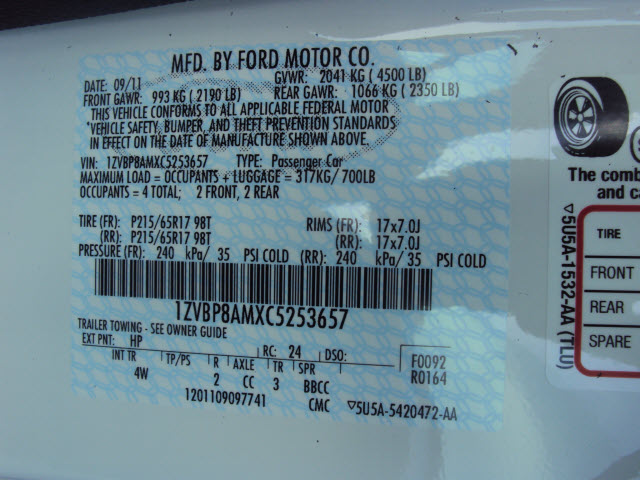 MFD. BY FORD MOTOR CO.
DATE: 09/11 GVWR: 2041 KG ( 4500 LB)
FRONT GAWR: 993 KG ( 2190 LB) REAR GAWR: 1066 KG ( 2350 LB)
THIS VEHICLE CONFORMS TO ALL APPLICABLE FEDERAL MOTOR
VEHICLE SAFETY, BUMPER, AND THEFT PREVENTION STANDARDS
IN EFFECT ON THE DATE OF MANUFACTURE SHOWN ABOVE.
VIN: 1ZVBP8AMXC5253657 TYPE: Passenger Car
MAXIMUM LOAD = OCCUPANTS + LUGGAGE = 317KG/ 700LB
OCCUPANTS = 4 TOTAL; 2 FRONT, 2 REAR
TIRE (FR): P215/65R17 98T RIMS (FR): 17x7.0J
(RR): P215/65R17 98T (RR): 17x7.0J
PRESSURE (FR): 240 kPa/ 35 PSI COLD (RR): 240 kPa/ 35 PSI COLD
1ZVBP8AMXC5253657
TRAILER TOWING - SEE OWNER GUIDE
EXT PNT: HP RC: 24 DSO: F0092
INT TR TP/PS R AXLE TR SPR R0164
4W 2 CC 3 BBCC
1201109097741 CMC ▽5U5A-5420472-AA
The comb
and ca
TIRE
FRONT
REAR
SPARE
▽5U5A-1532-AA (TLU)